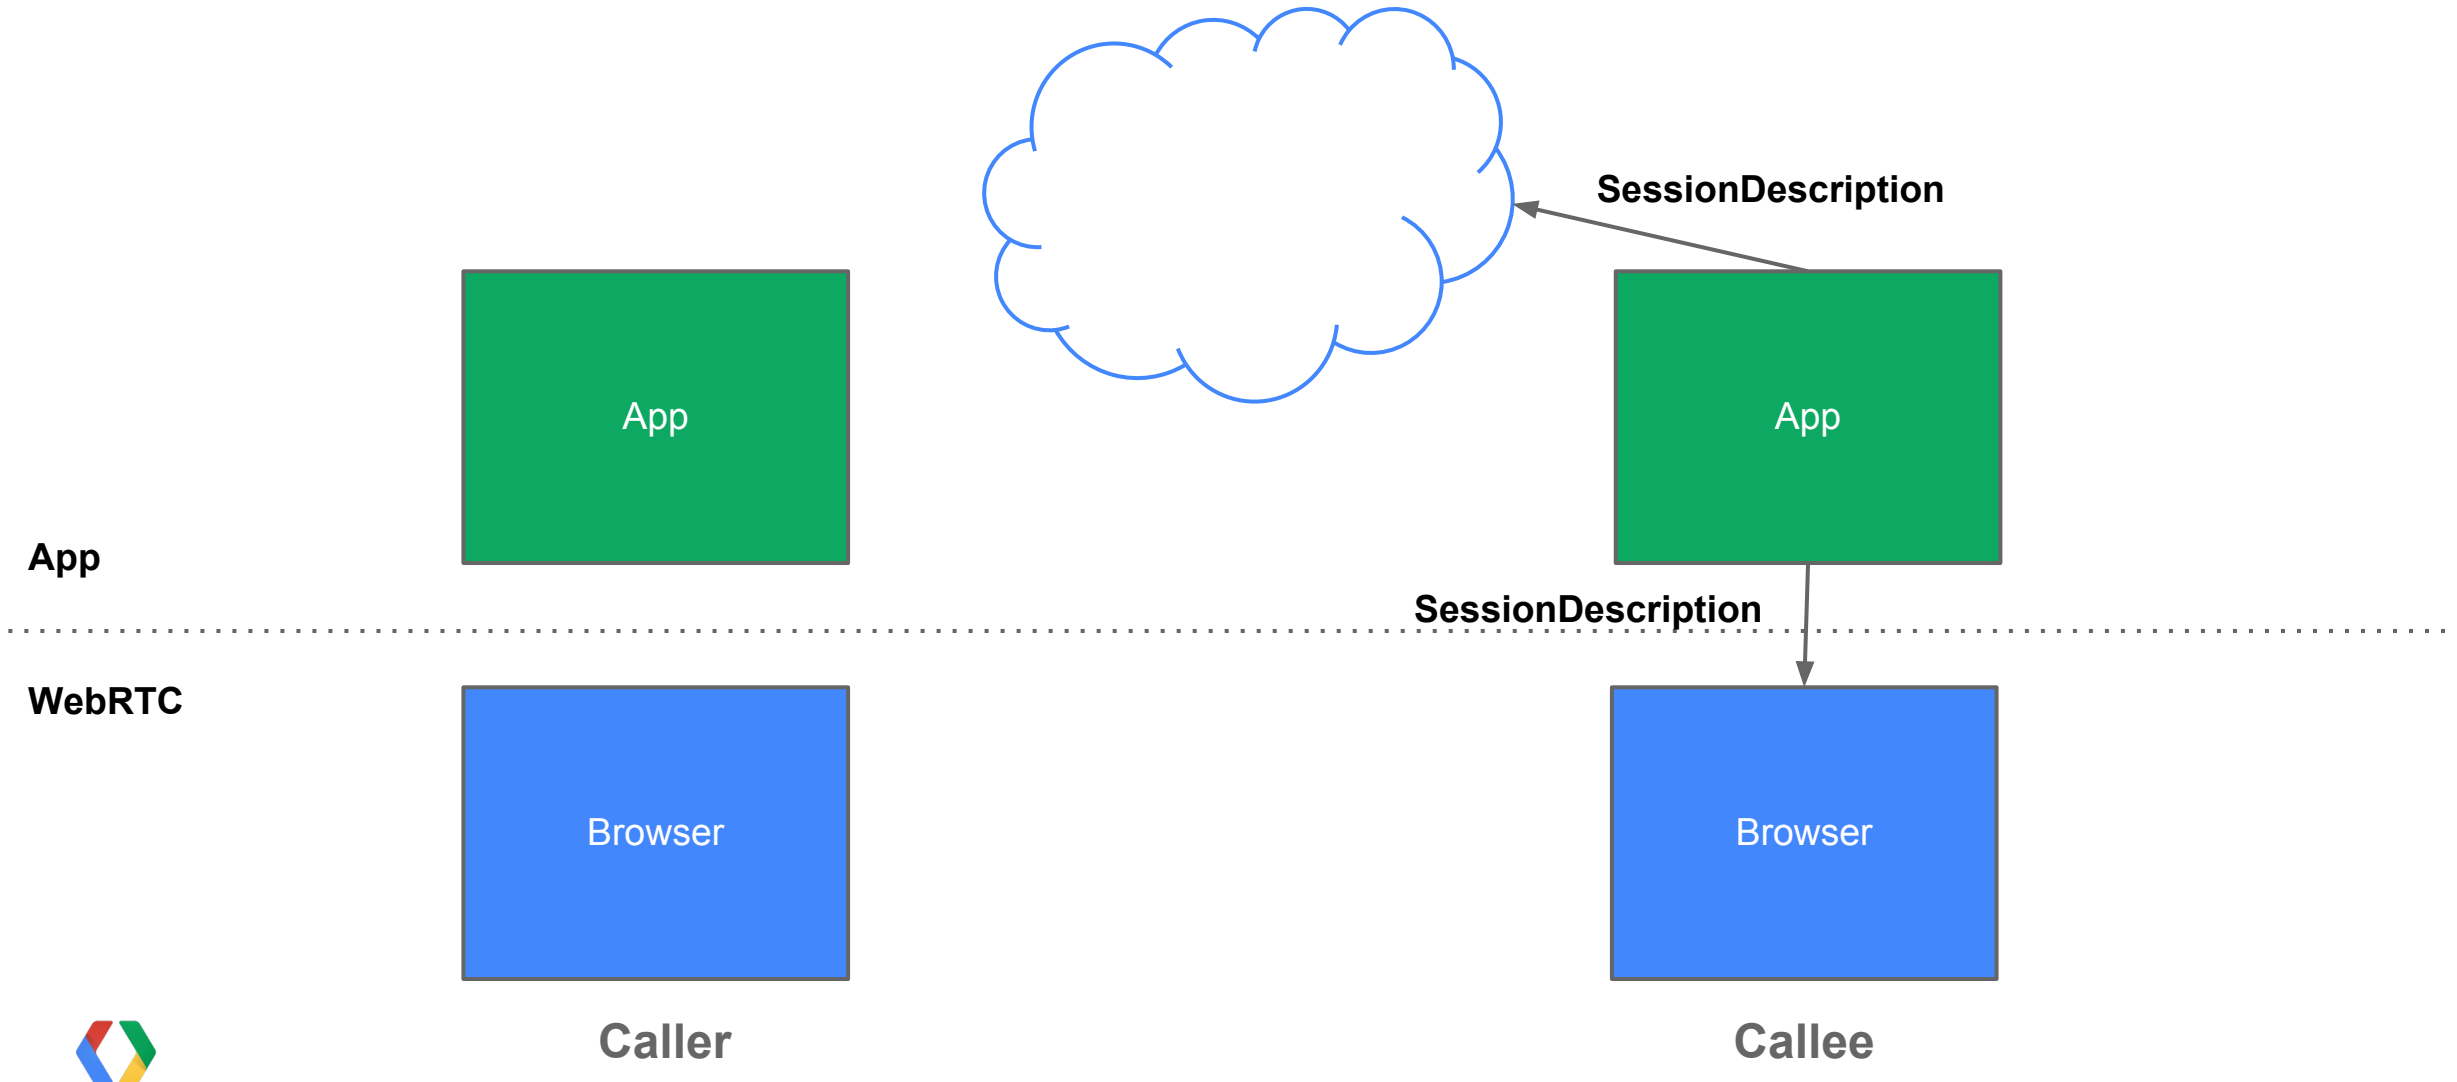 SessionDescription
App
App
App
SessionDescription
WebRTC
Browser
Browser
Caller
Callee